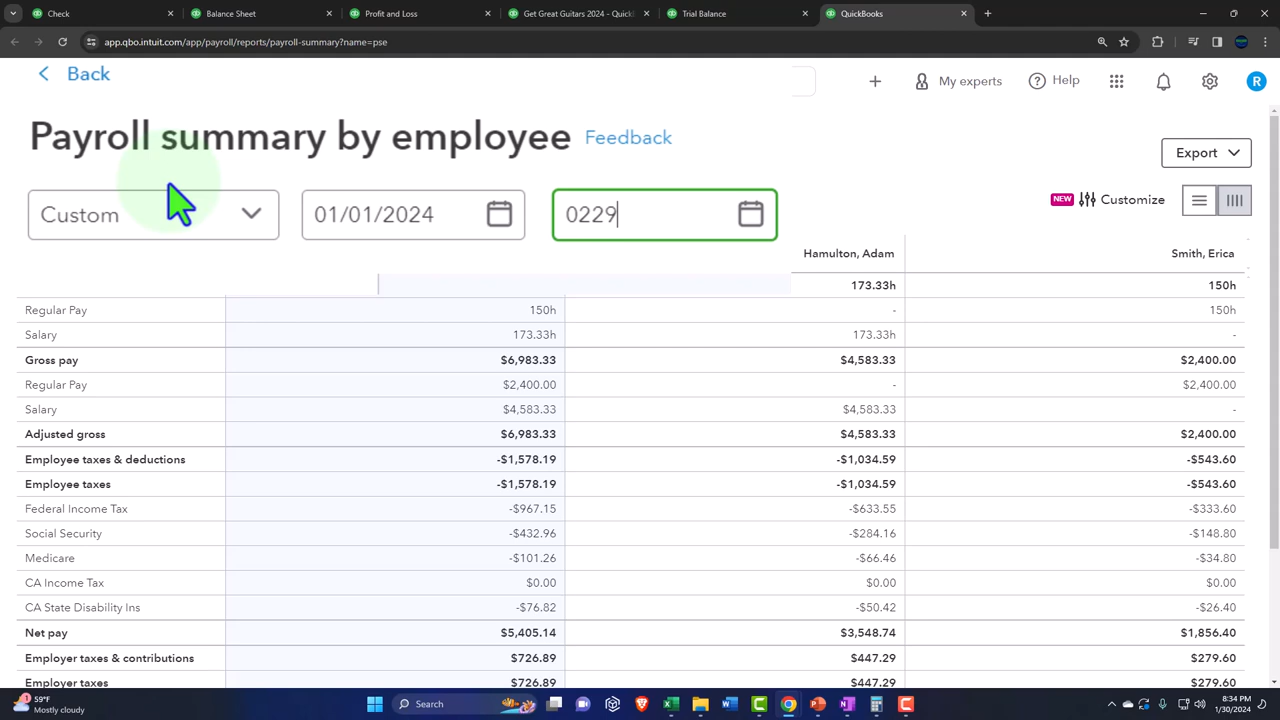 Check
Balance Sheet
Profit and Loss
Get Great Guitars 2024 - Quick
Trial Balance
QuickBooks
app.qbo.intuit.com/app/payroll/reports/payroll-summary?name=pse
Back
My experts
Help
R
Payroll summary by employee
Feedback
Export
Custom
01/01/2024
0229
NEW
Customize
Hamulton, Adam
Smith, Erica
173.33h 150h
Regular Pay 150h - 150h
Salary 173.33h 173.33h -
Gross pay $6,983.33 $4,583.33 $2,400.00
Regular Pay $2,400.00 - $2,400.00
Salary $4,583.33 $4,583.33 -
Adjusted gross $6,983.33 $4,583.33 $2,400.00
Employee taxes & deductions -$1,578.19 -$1,034.59 -$543.60
Employee taxes -$1,578.19 -$1,034.59 -$543.60
Federal Income Tax -$967.15 -$633.55 -$333.60
Social Security -$432.96 -$284.16 -$148.80
Medicare -$101.26 -$66.46 -$34.80
CA Income Tax $0.00 $0.00 $0.00
CA State Disability Ins -$76.82 -$50.42 -$26.40
Net pay $5,405.14 $3,548.74 $1,856.40
Employer taxes & contributions $726.89 $447.29 $279.60
Employer taxes $726.89 $447.29 $279.60
59°F
Mostly cloudy
Search
8:34 PM
1/30/2024